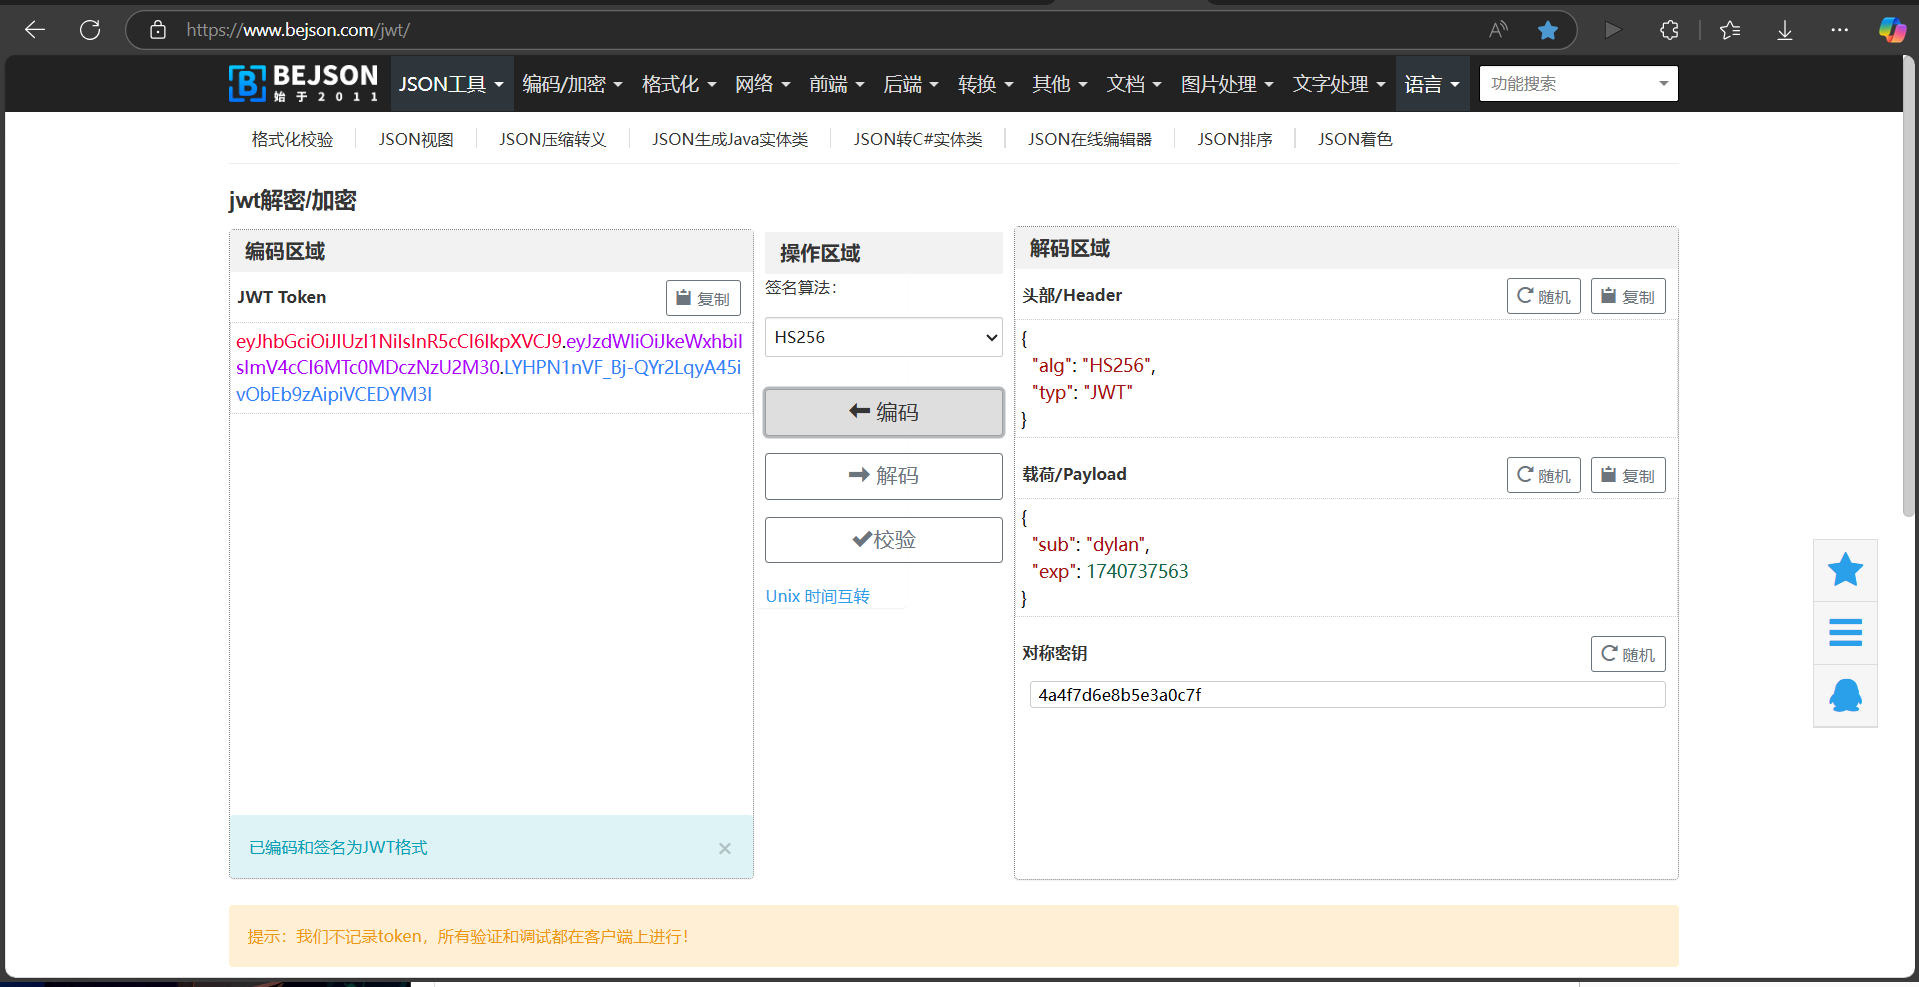 https://www.bejson.com/jwt/
BEJSON
始于2011
JSON工具 编码/加密 格式化 网络 前端 后端 转换 其他 文档 图片处理 文字处理 语言 功能搜索
格式化校验 JSON视图 JSON压缩转义 JSON生成Java实体类 JSON转C#实体类 JSON在线编辑器 JSON排序 JSON着色
jwt解密/加密
编码区域
JWT Token 复制
eyJhbGciOiJIUzI1NiIsInR5cCI6IkpXVCJ9.eyJzdWIiOiJkeWxhbiI
sImV4cCI6MTc0MDczNzU2M30.LYHPN1nVF_Bj-QYr2LqyA45i
vObEb9zAipiVCEDYM3I
已编码和签名为JWT格式 ×
操作区域
签名算法：
HS256
编码
解码
校验
Unix 时间互转
解码区域
头部/Header 随机 复制
{
"alg": "HS256",
"typ": "JWT"
}
载荷/Payload 随机 复制
{
"sub": "dylan",
"exp": 1740737563
}
对称密钥 随机
4a4f7d6e8b5e3a0c7f
提示：我们不记录token，所有验证和调试都在客户端上进行！